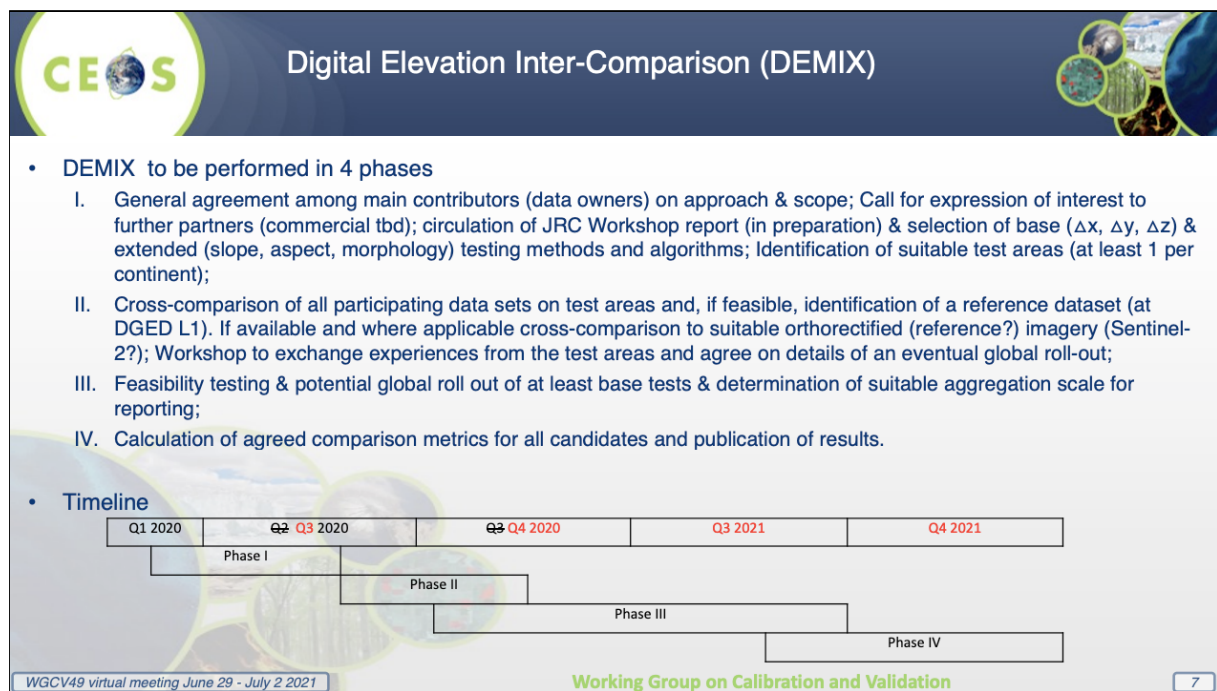 CEOS
Digital Elevation Inter-Comparison (DEMIX)
• DEMIX to be performed in 4 phases
I. General agreement among main contributors (data owners) on approach & scope; Call for expression of interest to
further partners (commercial tbd); circulation of JRC Workshop report (in preparation) & selection of base (△x, △y, △z) &
extended (slope, aspect, morphology) testing methods and algorithms; Identification of suitable test areas (at least 1 per
continent);
II. Cross-comparison of all participating data sets on test areas and, if feasible, identification of a reference dataset (at
DGED L1). If available and where applicable cross-comparison to suitable orthorectified (reference?) imagery (Sentinel-
2?); Workshop to exchange experiences from the test areas and agree on details of an eventual global roll-out;
III. Feasibility testing & potential global roll out of at least base tests & determination of suitable aggregation scale for
reporting;
IV. Calculation of agreed comparison metrics for all candidates and publication of results.
• Timeline
Q1 2020 Q2 Q3 2020 Q3 Q4 2020 Q3 2021 Q4 2021
Phase I
Phase II
Phase III
Phase IV
WGCV49 virtual meeting June 29 - July 2 2021 Working Group on Calibration and Validation 7